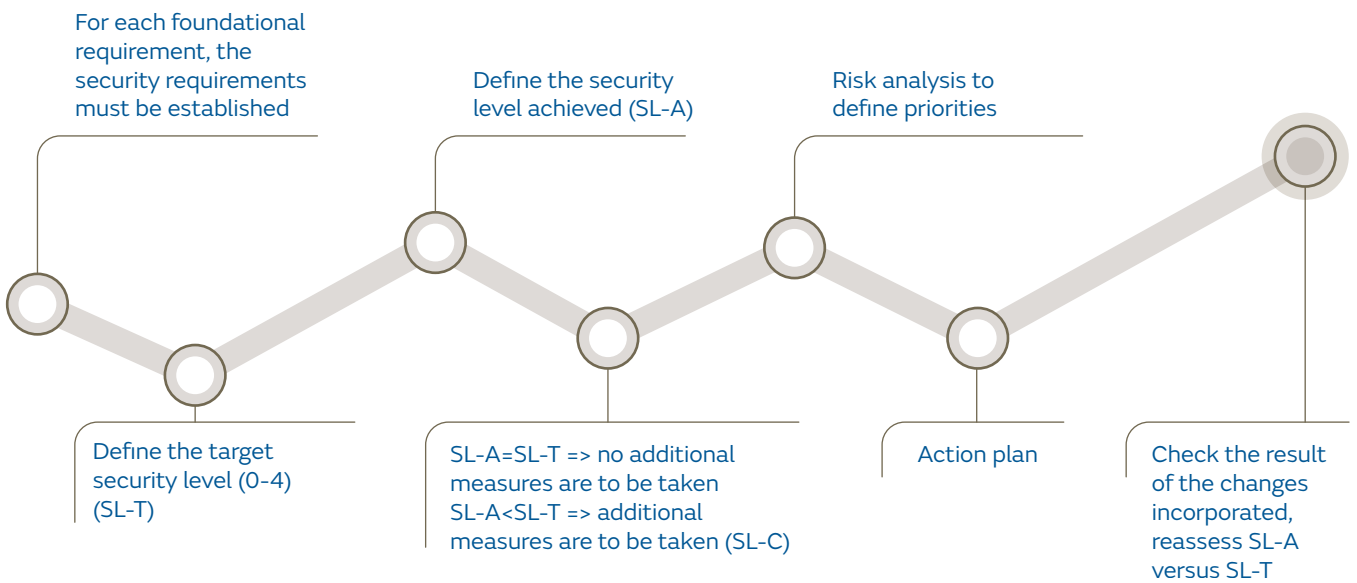 For each foundational
requirement, the
security requirements
must be established
Define the target
security level (0-4)
(SL-T)
Define the security
level achieved (SL-A)
SL-A=SL-T => no additional
measures are to be taken
SL-A<SL-T => additional
measures are to be taken (SL-C)
Risk analysis to
define priorities
Action plan
Check the result
of the changes
incorporated,
reassess SL-A
versus SL-T